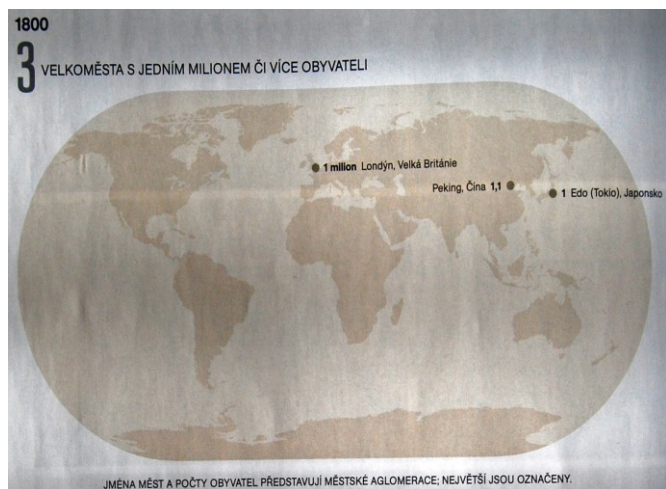 1800
3 VELKOMĚSTA S JEDNÍM MILIONEM ČI VÍCE OBYVATELI
1 milion Londýn, Velká Británie
Peking, Čína 1,1
1 Edo (Tokio), Japonsko
JMÉNA MĚST A POČTY OBYVATEL PŘEDSTAVUJÍ MĚSTSKÉ AGLOMERACE; NEJVĚTŠÍ JSOU OZNAČENY.